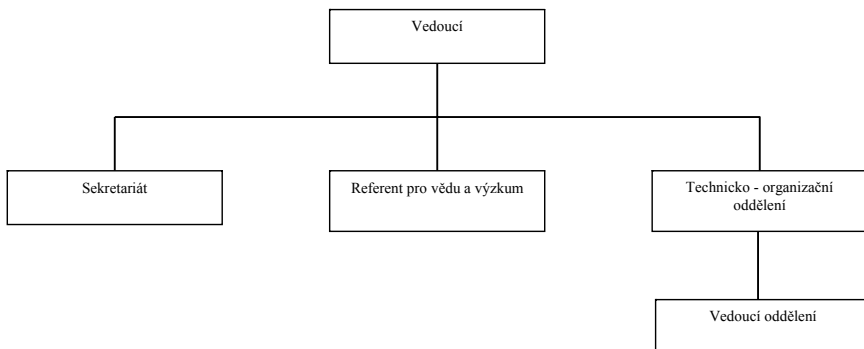 Vedoucí
Sekretariát
Referent pro vědu a výzkum
Technicko - organizační
oddělení
Vedoucí oddělení